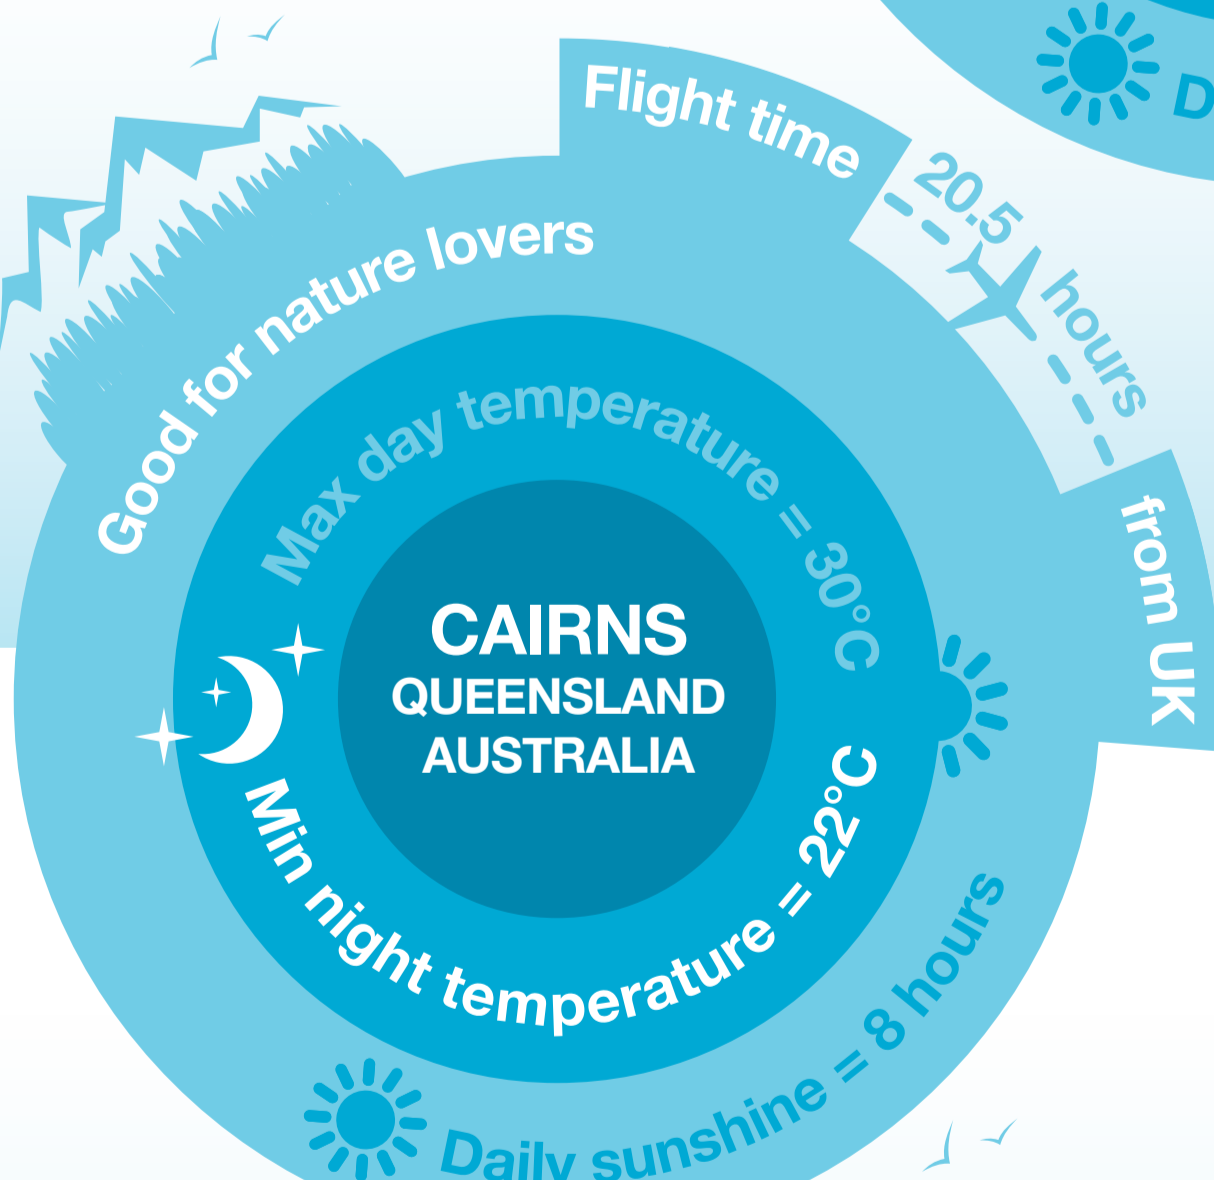 Flight time
20.5 hours
from UK
Good for nature lovers
Max day temperature = 30°C
CAIRNS
QUEENSLAND
AUSTRALIA
Min night temperature = 22°C
Daily sunshine = 8 hours